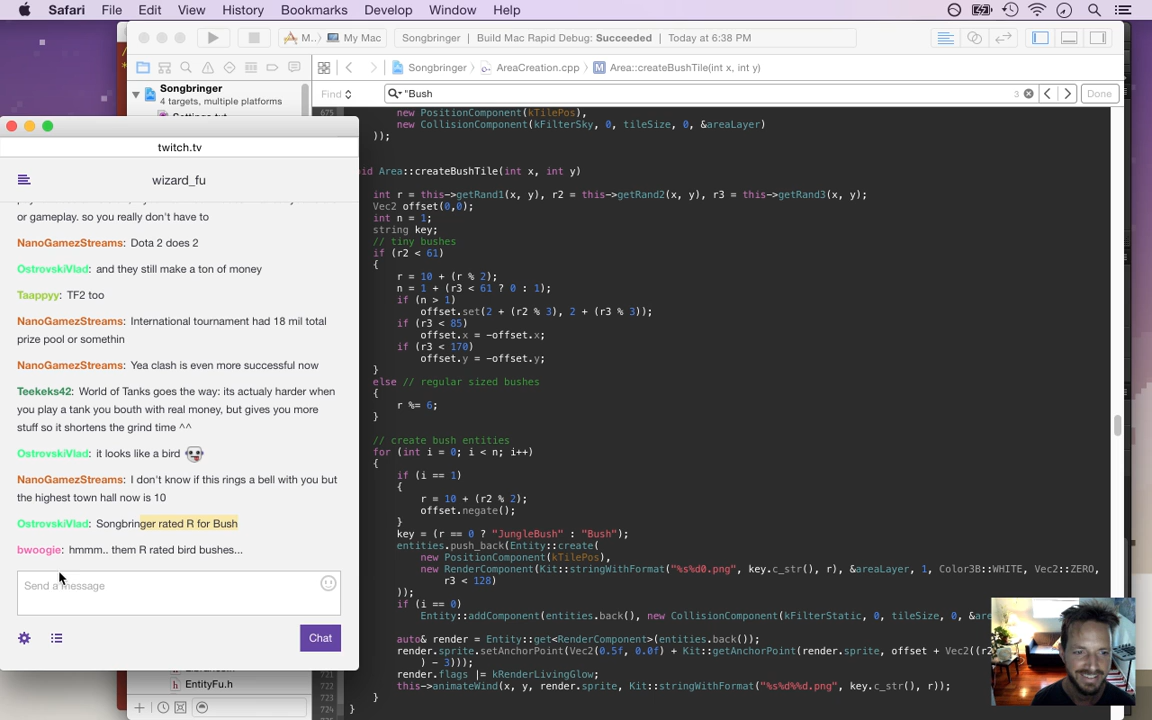 Safari File Edit View History Bookmarks Develop Window Help
M... My Mac
Songbringer | Build Mac Rapid Debug: Succeeded | Today at 6:38 PM
Songbringer
4 targets, multiple platforms
Songbringer AreaCreation.cpp Area::createBushTile(int x, int y)
Find "Bush 3 Done
twitch.tv
wizard_fu
or gameplay. so you really don't have to
NanoGamezStreams: Dota 2 does 2
OstrovskiVlad: and they still make a ton of money
Taappyy: TF2 too
NanoGamezStreams: International tournament had 18 mil total
prize pool or somethin
NanoGamezStreams: Yea clash is even more successful now
Teekeks42: World of Tanks goes the way: its actualy harder when
you play a tank you bouth with real money, but gives you more
stuff so it shortens the grind time ^^
OstrovskiVlad: it looks like a bird
NanoGamezStreams: I don't know if this rings a bell with you but
the highest town hall now is 10
OstrovskiVlad: Songbringer rated R for Bush
bwoogie: hmmm.. them R rated bird bushes...
Send a message
Chat
EntityFu.h
675
new PositionComponent(kTilePos),
new CollisionComponent(kFilterSky, 0, tileSize, 0, &areaLayer)
));
id Area::createBushTile(int x, int y)
int r = this->getRand1(x, y), r2 = this->getRand2(x, y), r3 = this->getRand3(x, y);
Vec2 offset(0,0);
int n = 1;
string key;
// tiny bushes
if (r2 < 61)
{
r = 10 + (r % 2);
n = 1 + (r3 < 61 ? 0 : 1);
if (n > 1)
offset.set(2 + (r2 % 3), 2 + (r3 % 3));
if (r3 < 85)
offset.x = -offset.x;
if (r3 < 170)
offset.y = -offset.y;
}
else // regular sized bushes
{
r %= 6;
}
// create bush entities
for (int i = 0; i < n; i++)
{
if (i == 1)
{
r = 10 + (r2 % 2);
offset.negate();
}
key = (r == 0 ? "JungleBush" : "Bush");
entities.push_back(Entity::create(
new PositionComponent(kTilePos),
new RenderComponent(Kit::stringWithFormat("%s%d0.png", key.c_str(), r), &areaLayer, 1, Color3B::WHITE, Vec2::ZERO,
r3 < 128)
));
if (i == 0)
Entity::addComponent(entities.back(), new CollisionComponent(kFilterStatic, 0, tileSize, 0, &are
auto& render = Entity::get<RenderComponent>(entities.back());
render.sprite.setAnchorPoint(Vec2(0.5f, 0.0f) + Kit::getAnchorPoint(render.sprite, offset + Vec2((r2
) - 3)));
721 render.flags |= kRenderLivingGlow;
722 this->animateWind(x, y, render.sprite, Kit::stringWithFormat("%s%d%%d.png", key.c_str(), r));
723 }
724 }